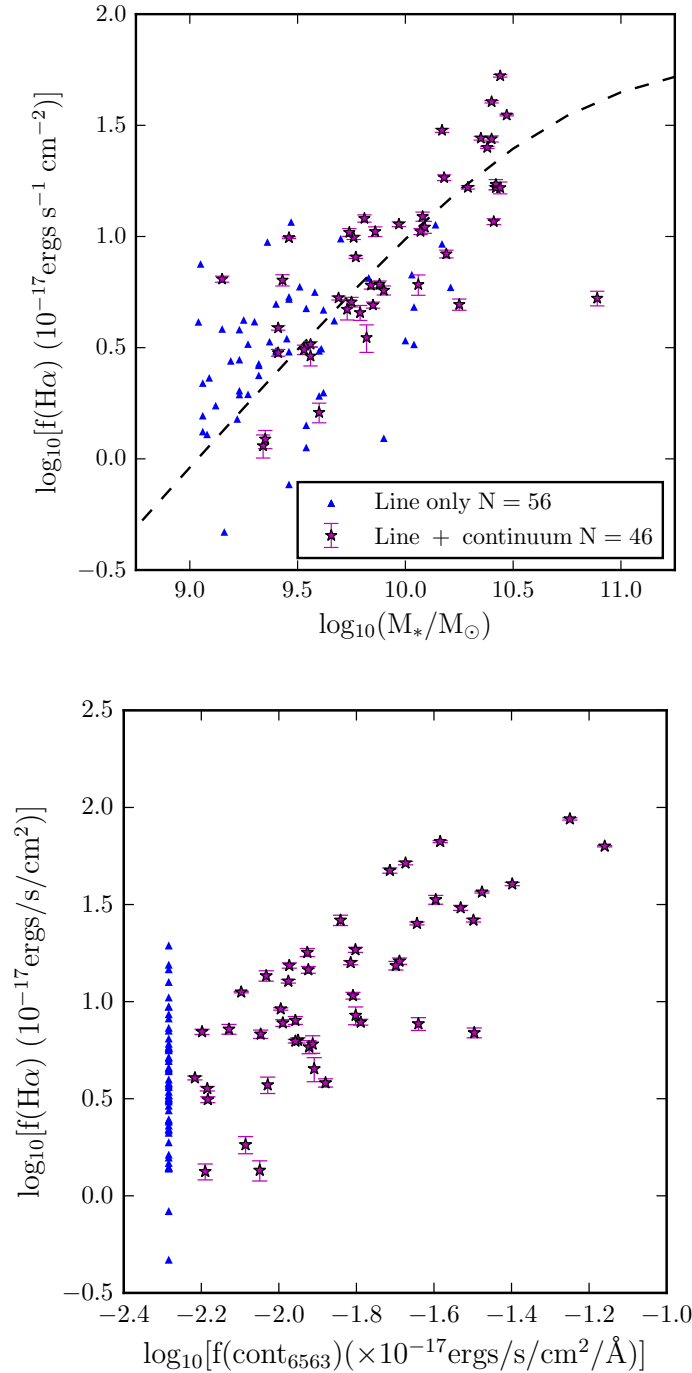 2.0
1.5
1.0
0.5
0.0
−0.5
log₁₀[f(Hα) (10⁻¹⁷ergs s⁻¹ cm⁻²)]
Line only N = 56
Line + continuum N = 46
9.0 9.5 10.0 10.5 11.0
log₁₀(M∗/M⊙)
2.5
2.0
1.5
1.0
0.5
0.0
−0.5
log₁₀[f(Hα) (10⁻¹⁷ergs/s/cm²)]
−2.4 −2.2 −2.0 −1.8 −1.6 −1.4 −1.2 −1.0
log₁₀[f(cont₆₅₆₃)(×10⁻¹⁷ergs/s/cm²/Å)]